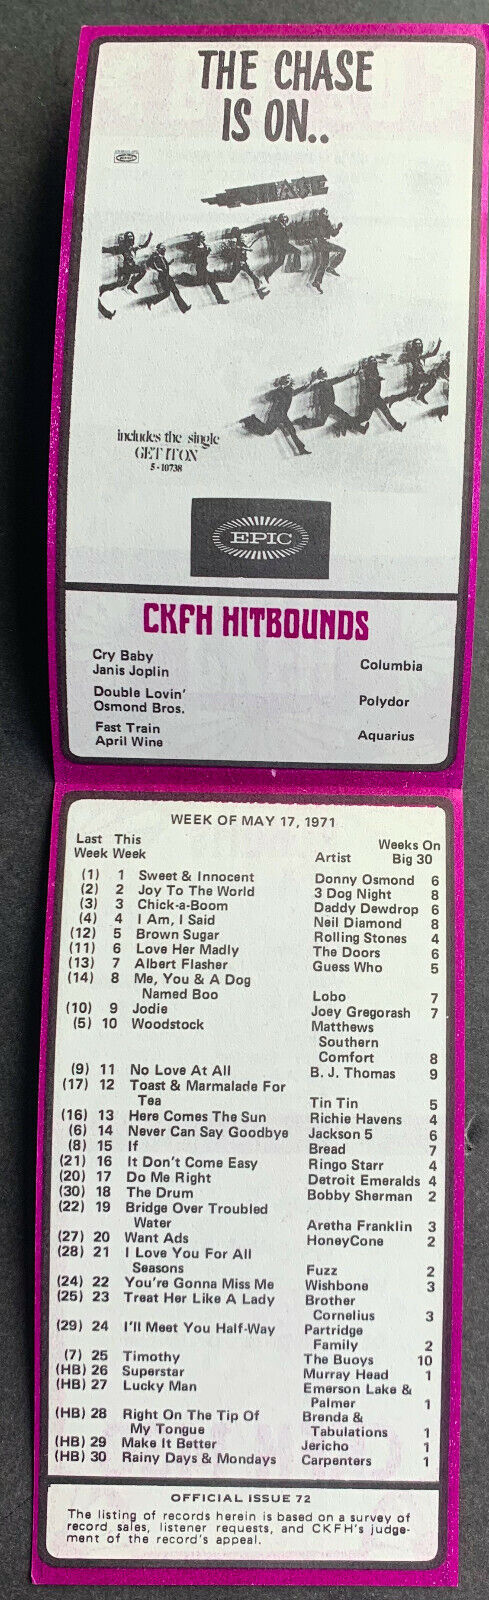 THE CHASE
IS ON..
CHASE
includes the single
GET IT ON
5-10738
EPIC
CKFH HITBOUNDS
Cry Baby
Janis Joplin Columbia
Double Lovin'
Osmond Bros. Polydor
Fast Train
April Wine Aquarius
WEEK OF MAY 17, 1971
Last This Weeks On
Week Week Artist Big 30
(1) 1 Sweet & Innocent Donny Osmond 6
(2) 2 Joy To The World 3 Dog Night 8
(3) 3 Chick-a-Boom Daddy Dewdrop 6
(4) 4 I Am, I Said Neil Diamond 8
(12) 5 Brown Sugar Rolling Stones 4
(11) 6 Love Her Madly The Doors 6
(13) 7 Albert Flasher Guess Who 5
(14) 8 Me, You & A Dog
Named Boo Lobo 7
(10) 9 Jodie Joey Gregorash 7
(5) 10 Woodstock Matthews
Southern
Comfort 8
(9) 11 No Love At All B. J. Thomas 9
(17) 12 Toast & Marmalade For
Tea Tin Tin 5
(16) 13 Here Comes The Sun Richie Havens 4
(6) 14 Never Can Say Goodbye Jackson 5 6
(8) 15 If Bread 7
(21) 16 It Don't Come Easy Ringo Starr 4
(20) 17 Do Me Right Detroit Emeralds 4
(30) 18 The Drum Bobby Sherman 2
(22) 19 Bridge Over Troubled
Water Aretha Franklin 3
(27) 20 Want Ads HoneyCone 2
(28) 21 I Love You For All
Seasons Fuzz 2
(24) 22 You're Gonna Miss Me Wishbone 3
(25) 23 Treat Her Like A Lady Brother
Cornelius 3
(29) 24 I'll Meet You Half-Way Partridge
Family 2
(7) 25 Timothy The Buoys 10
(HB) 26 Superstar Murray Head 1
(HB) 27 Lucky Man Emerson Lake &
Palmer 1
(HB) 28 Right On The Tip Of Brenda &
My Tongue Tabulations 1
(HB) 29 Make It Better Jericho 1
(HB) 30 Rainy Days & Mondays Carpenters 1
OFFICIAL ISSUE 72
The listing of records herein is based on a survey of
record sales, listener requests, and CKFH's judge-
ment of the record's appeal.